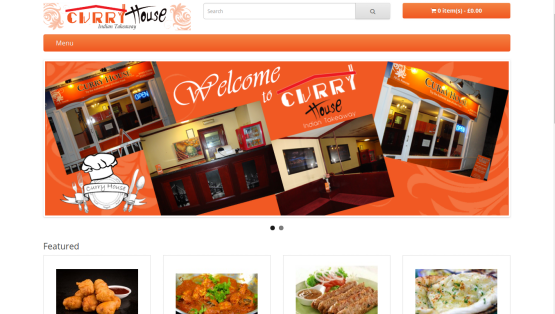 CURRY House
Indian Takeaway
Search
0 item(s) - £0.00
Menu
Welcome
to
CURRY
House
Indian Takeaway
CURRY HOUSE
OPEN
CURRY HOUSE
OPEN
Curry House
Featured